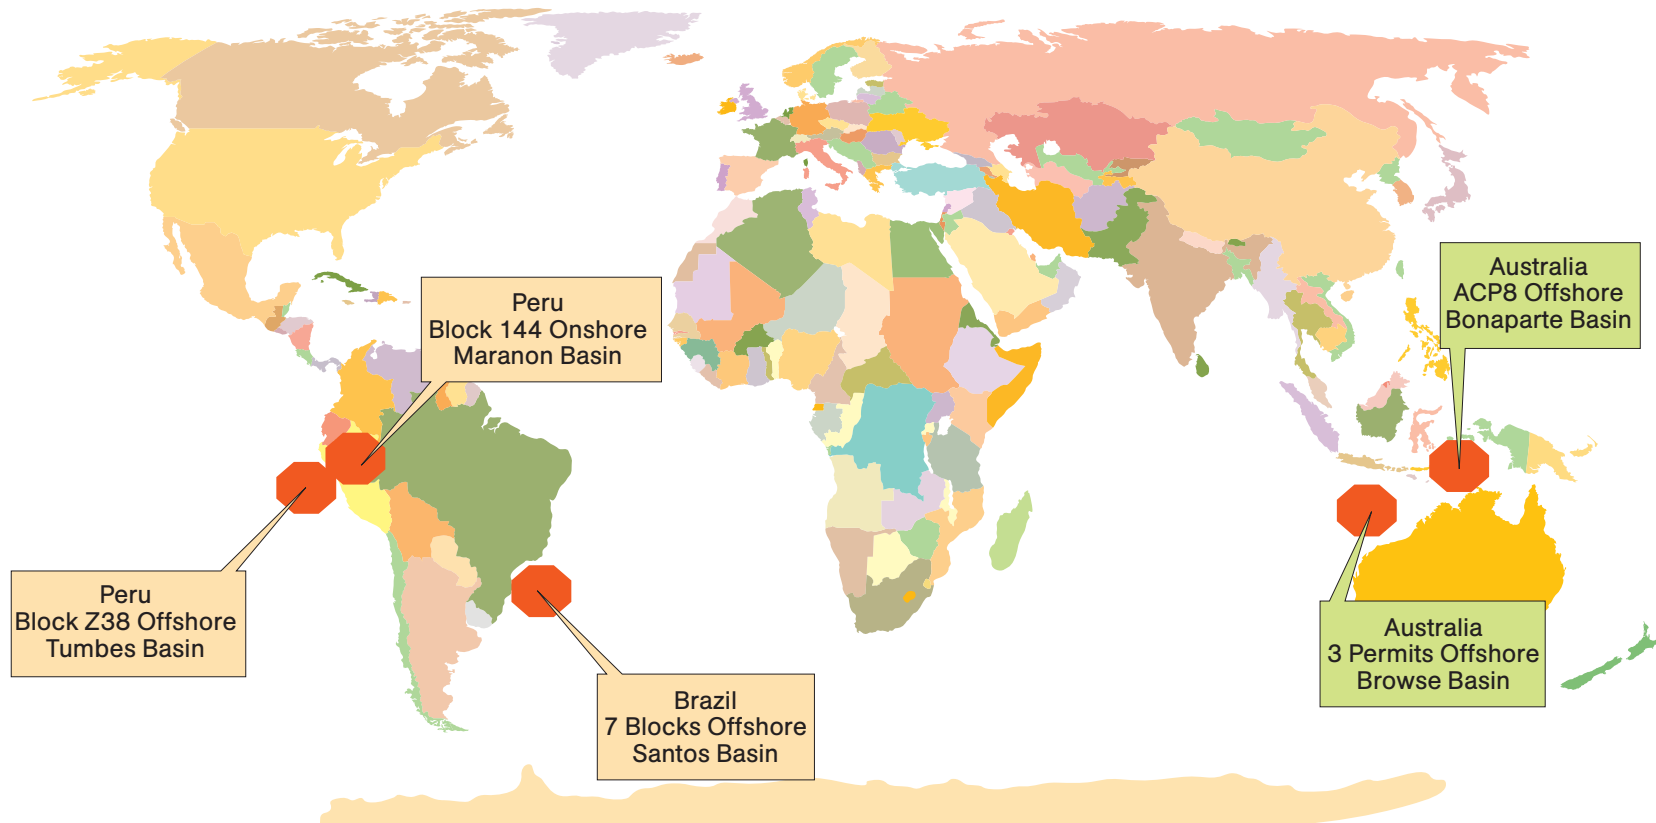 Peru
Block 144 Onshore
Maranon Basin
Australia
ACP8 Offshore
Bonaparte Basin
Peru
Block Z38 Offshore
Tumbes Basin
Brazil
7 Blocks Offshore
Santos Basin
Australia
3 Permits Offshore
Browse Basin